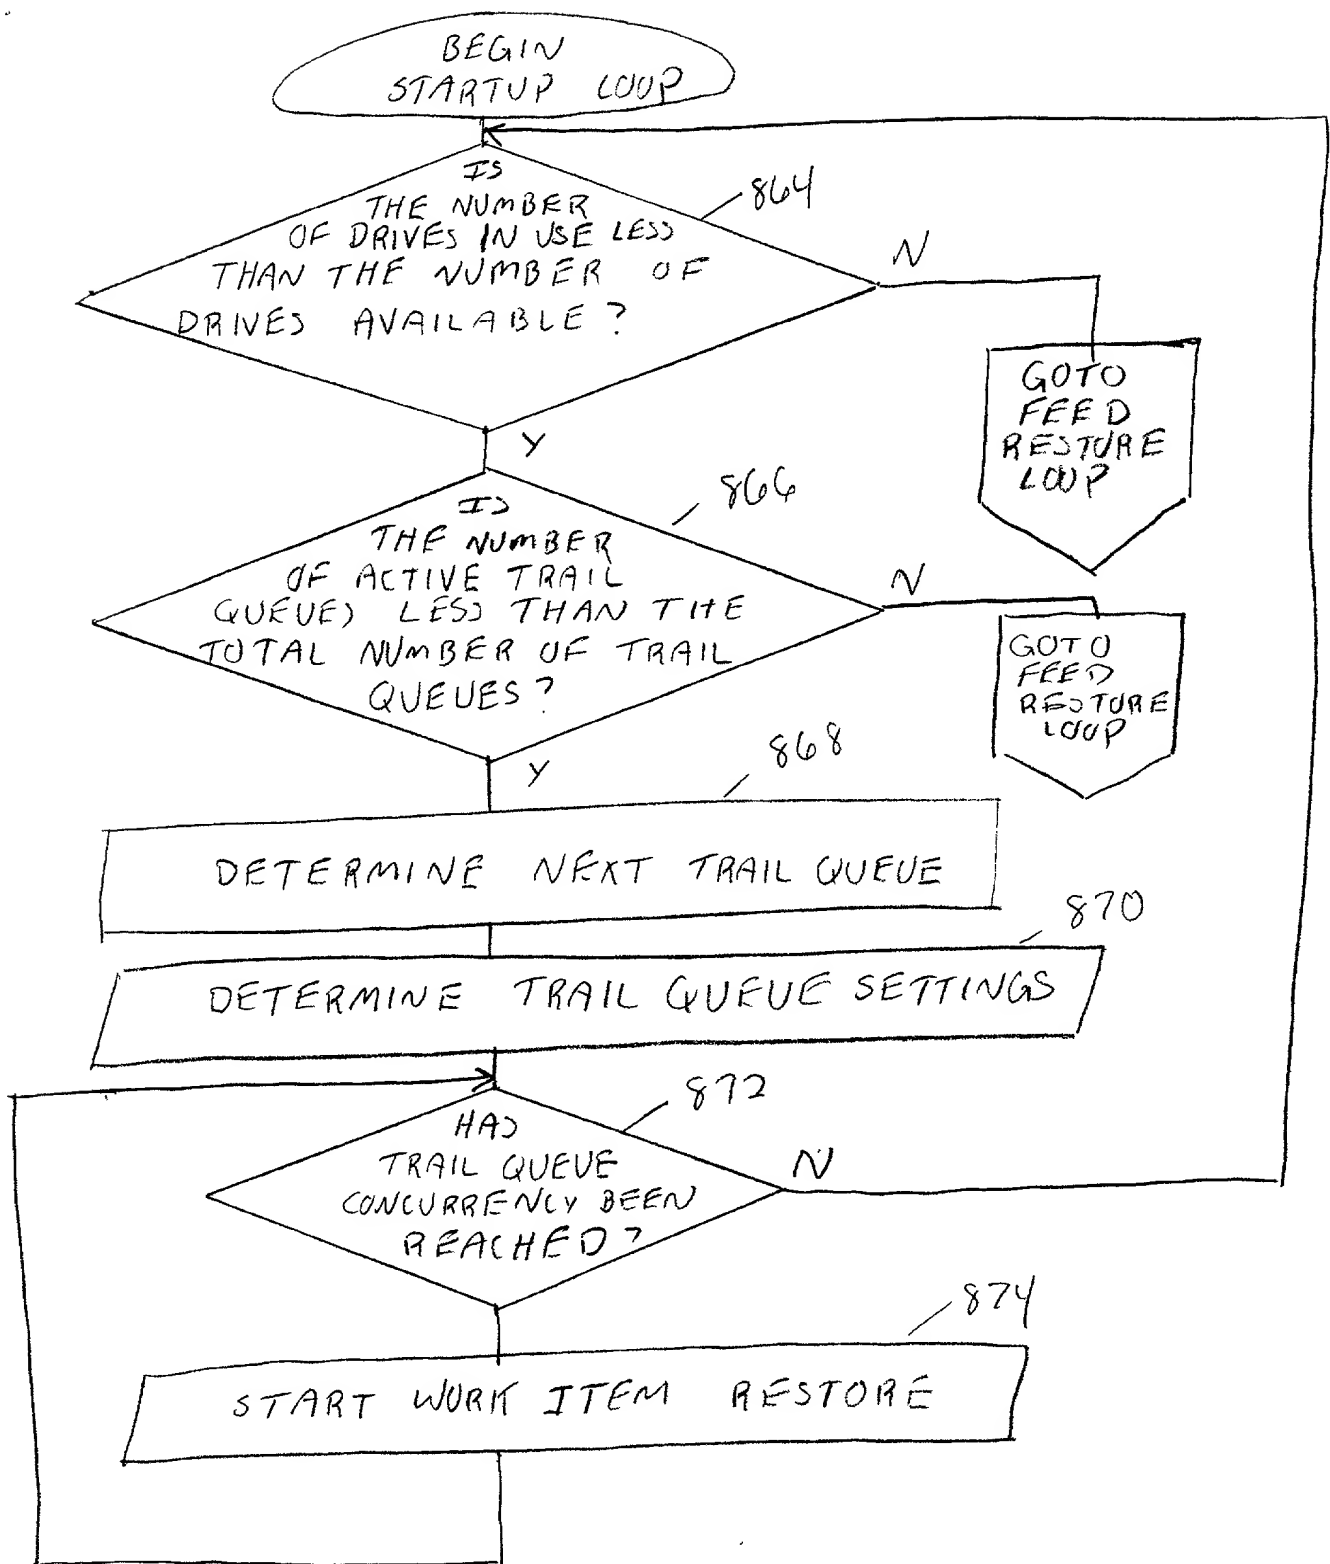 BEGIN
STARTUP LOOP
IS
THE NUMBER
OF DRIVES IN USE LESS
THAN THE NUMBER OF
DRIVES AVAILABLE?
864
N
GOTO
FEED
RESTORE
LOOP
Y
IS
THE NUMBER
OF ACTIVE TRAIL
QUEUES LESS THAN THE
TOTAL NUMBER OF TRAIL
QUEUES?
866
N
GOTO
FEED
RESTORE
LOOP
Y
868
DETERMINE NEXT TRAIL QUEUE
870
DETERMINE TRAIL QUEUE SETTINGS
872
HAS
TRAIL QUEUE
CONCURRENCY BEEN
REACHED?
N
874
START WORK ITEM RESTORE